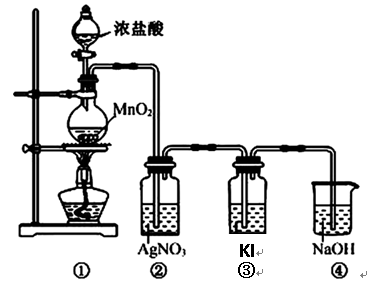 浓盐酸
MnO₂
AgNO₃
KI↵
NaOH
①
②
③↵
④